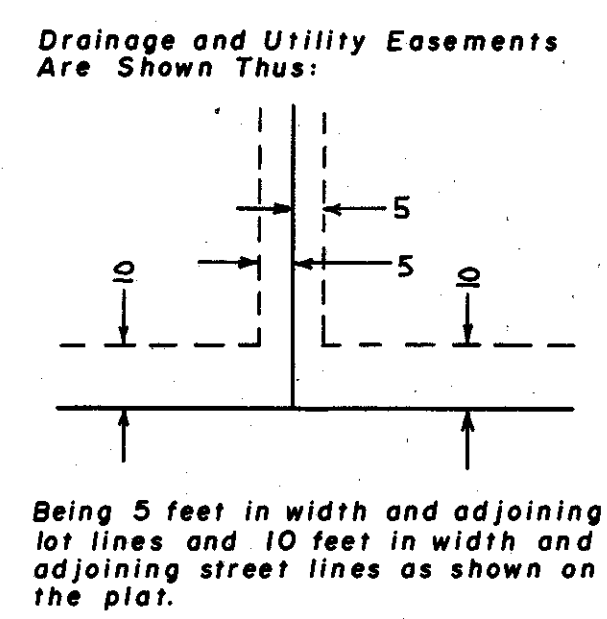 Drainage and Utility Easements
Are Shown Thus:
5
5
10
10
Being 5 feet in width and adjoining
lot lines and 10 feet in width and
adjoining street lines as shown on
the plat.